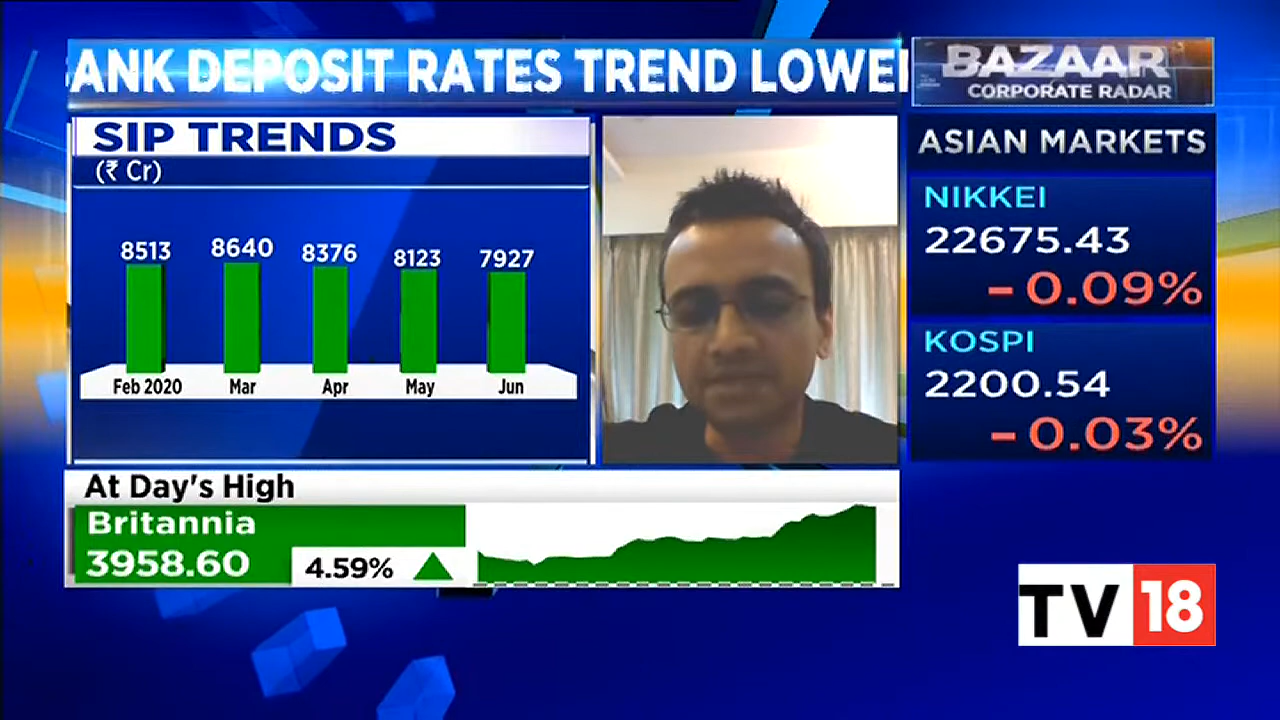 ANK DEPOSIT RATES TREND LOWE
BAZAAR
CORPORATE RADAR
SIP TRENDS
(₹ Cr)
8513 8640 8376 8123 7927
Feb 2020 Mar Apr May Jun
ASIAN MARKETS
NIKKEI
22675.43
- 0.09%
KOSPI
2200.54
- 0.03%
At Day's High
Britannia
3958.60
4.59%
TV18